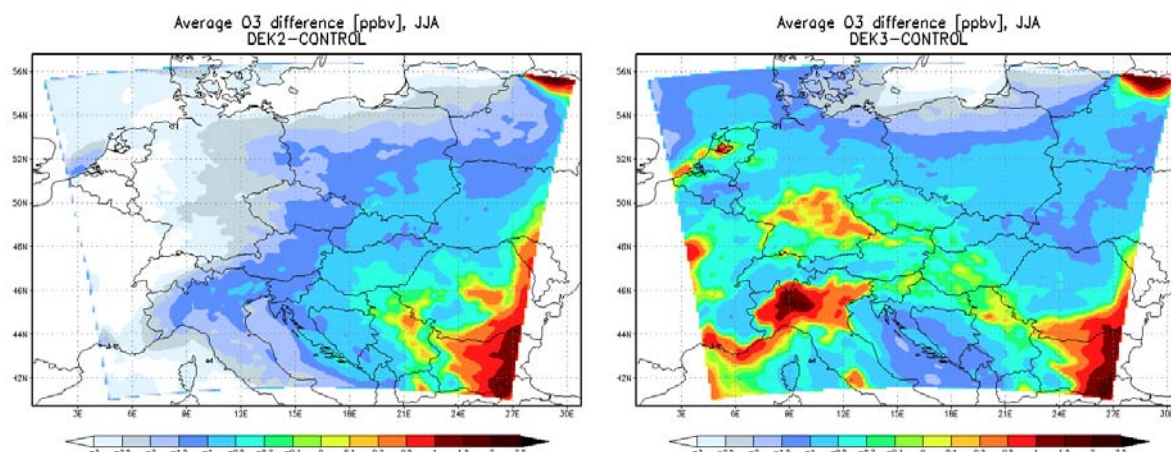 Average O3 difference [ppbv], JJA
DEK2-CONTROL
56N
54N
52N
50N
48N
46N
44N
42N
3E 6E 9E 12E 15E 18E 21E 24E 27E 30E
Average O3 difference [ppbv], JJA
DEK3-CONTROL
56N
54N
52N
50N
48N
46N
44N
42N
3E 6E 9E 12E 15E 18E 21E 24E 27E 30E